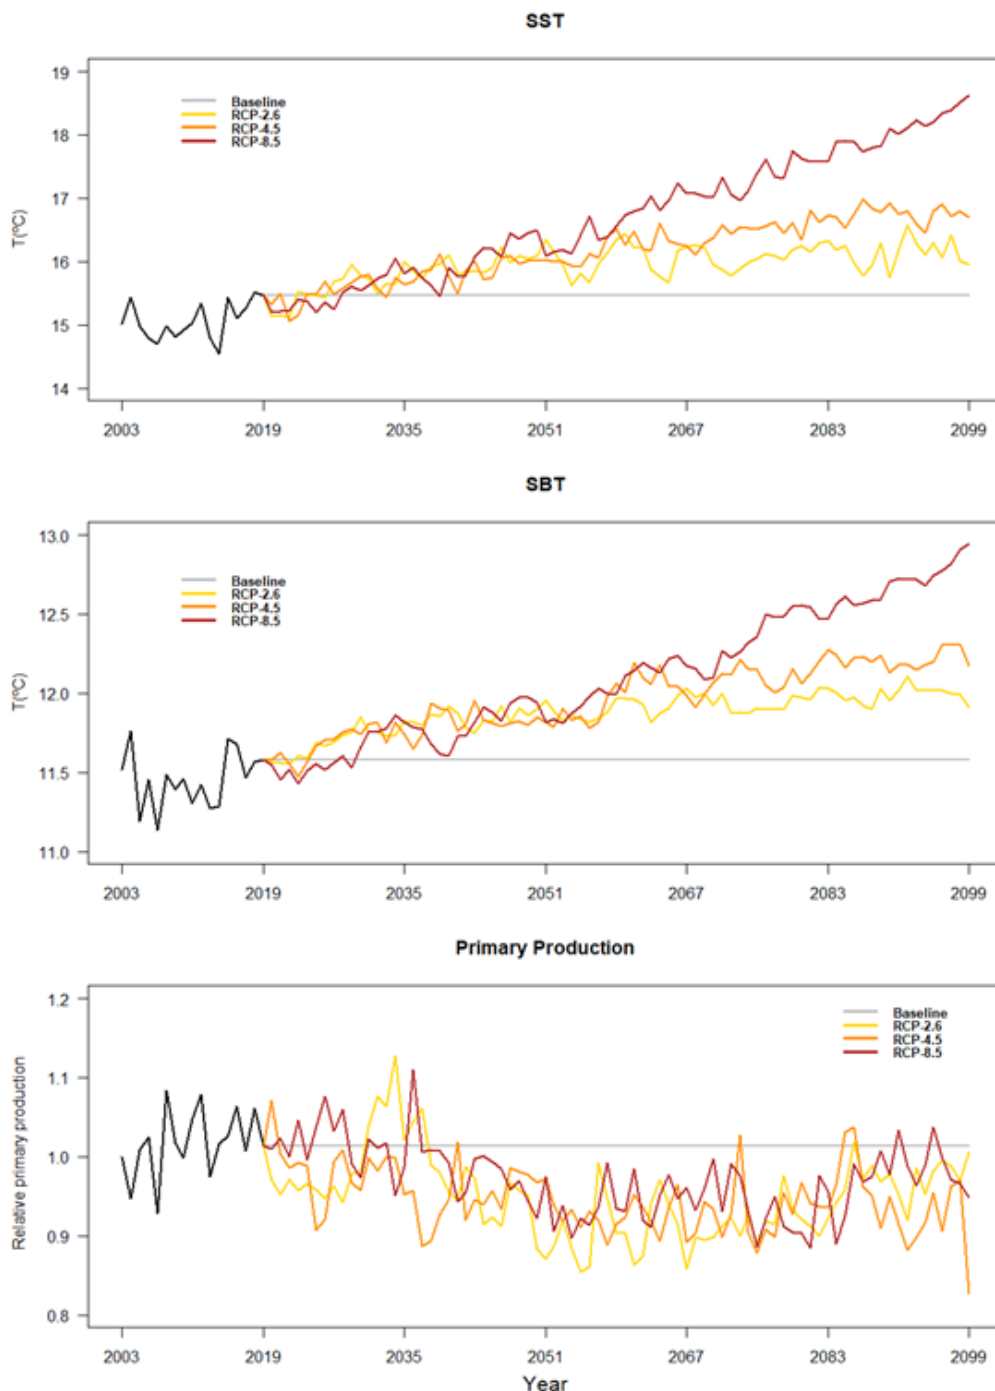 SST
19
18
17
16
15
14
T(ºC)
Baseline
RCP-2.6
RCP-4.5
RCP-8.5
2003 2019 2035 2051 2067 2083 2099
SBT
13.0
12.5
12.0
11.5
11.0
T(ºC)
Baseline
RCP-2.6
RCP-4.5
RCP-8.5
2003 2019 2035 2051 2067 2083 2099
Primary Production
1.2
1.1
1.0
0.9
0.8
Relative primary production
Baseline
RCP-2.6
RCP-4.5
RCP-8.5
2003 2019 2035 2051 2067 2083 2099
Year